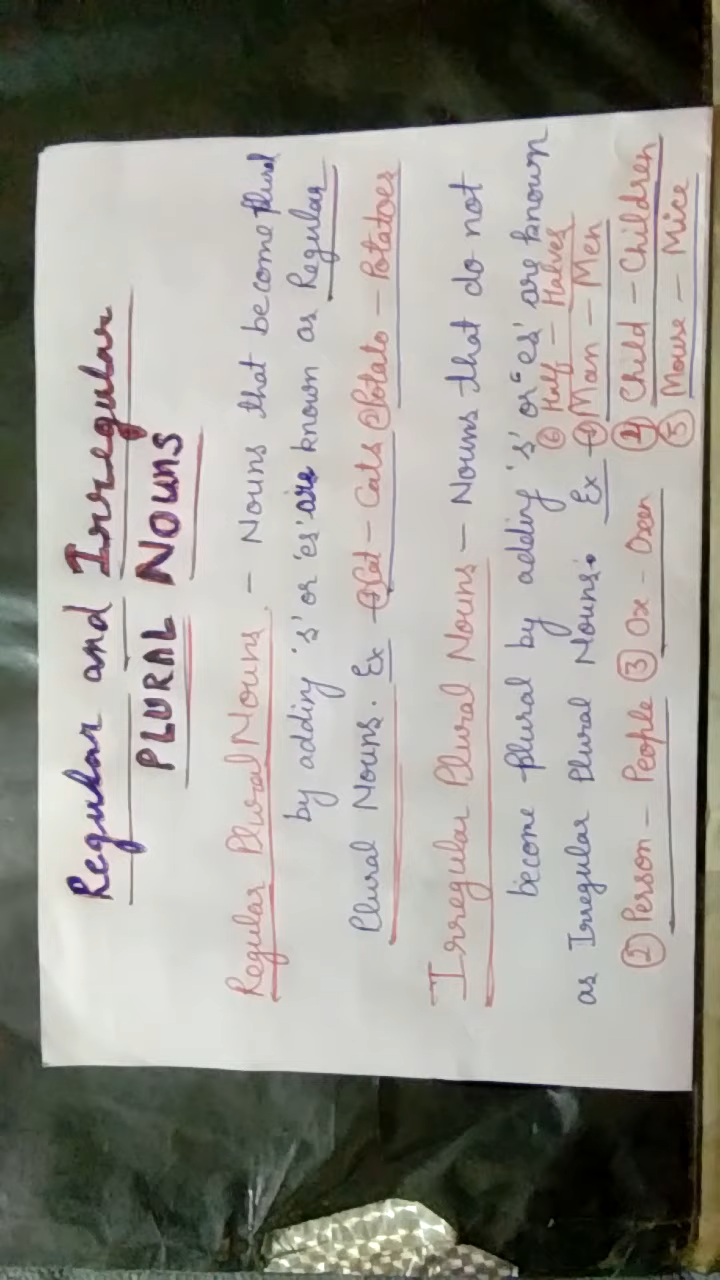 Regular and Irregular
PLURAL NOUNS
Regular Plural Nouns - Nouns that become plural
by adding 's' or 'es' are known as Regular
Plural Nouns. Ex → ① Cat - Cats ② Potato - Potatoes
Irregular Plural Nouns - Nouns that do not
become plural by adding 's' or "es' are known
⑥ Half - Halves
as Irregular Plural Nouns. Ex → ① Man - Men
② Person - People ③ Ox - Oxen ④ Child - Children
⑤ Mouse - Mice